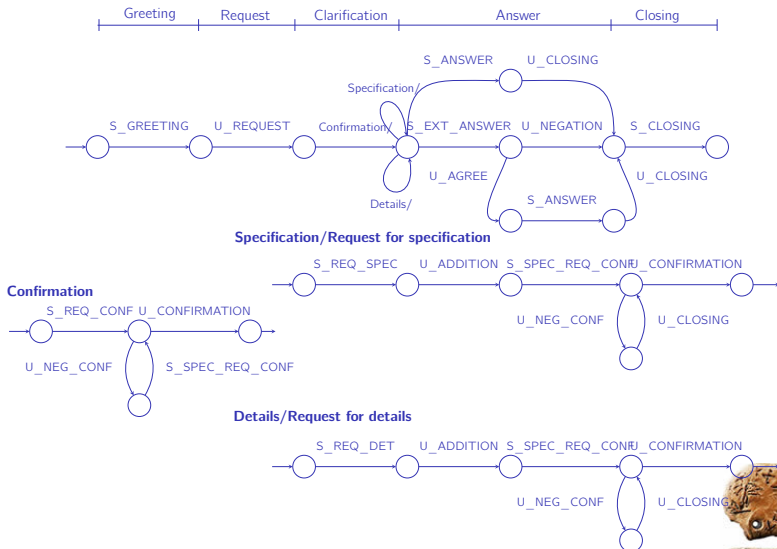 Greeting Request Clarification Answer Closing
S_ANSWER U_CLOSING
Specification/
S_GREETING U_REQUEST Confirmation/ S_EXT_ANSWER U_NEGATION S_CLOSING
U_AGREE U_CLOSING
Details/ S_ANSWER
Specification/Request for specification
S_REQ_SPEC U_ADDITION S_SPEC_REQ_CONF U_CONFIRMATION
Confirmation
S_REQ_CONF U_CONFIRMATION
U_NEG_CONF U_CLOSING
U_NEG_CONF S_SPEC_REQ_CONF
Details/Request for details
S_REQ_DET U_ADDITION S_SPEC_REQ_CONF U_CONFIRMATION
U_NEG_CONF U_CLOSING